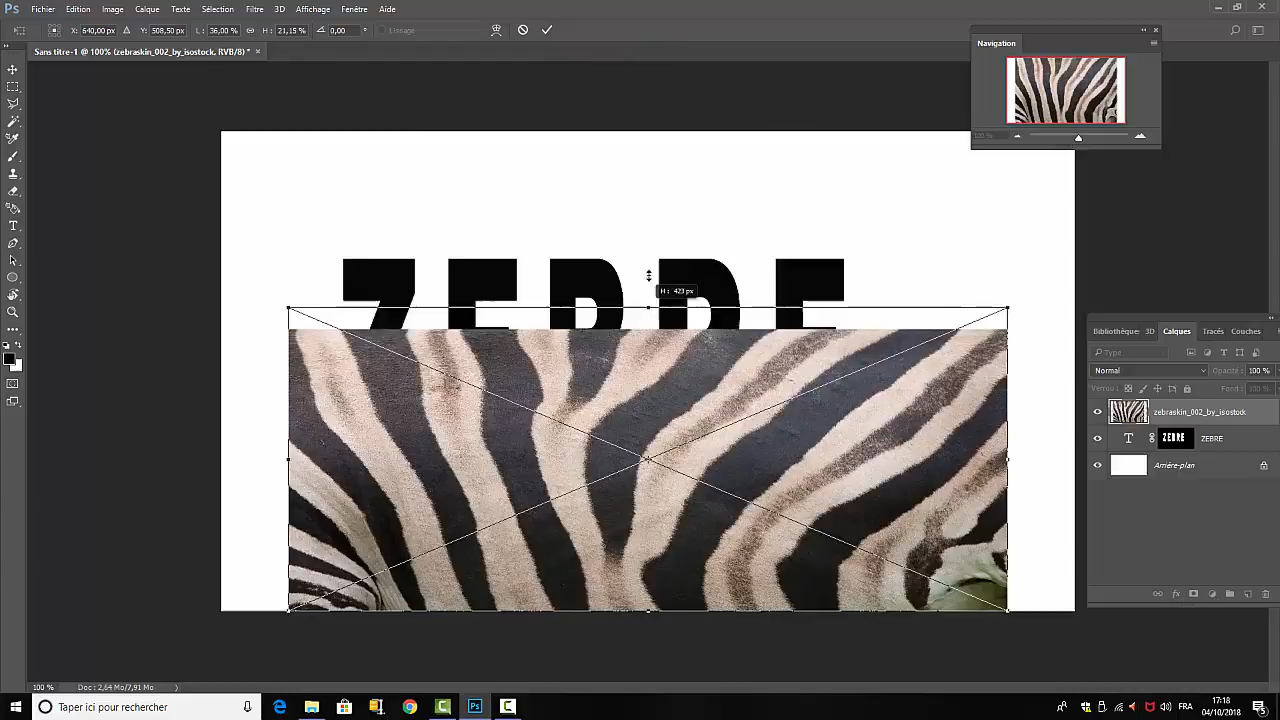 Ps Fichier Edition Image Calque Texte Sélection Filtre 3D Affichage Fenêtre Aide
X: 640,00 px Y: 508,50 px L: 36,00 % H: 21,15 % 0,00 ° Lissage
Sans titre-1 @ 100% (zebraskin_002_by_isostock, RVB/8) * ×
Navigation
100 %
ZEBRE
H : 423 px
Bibliothèque 3D Calques Tracés Couches
Type
Normal Opacité : 100 %
Verrou : Fond : 100 %
zebraskin_002_by_isostock
T ZEBRE ZEBRE
Arrière-plan
fx
100 % Doc : 2,64 Mo/7,91 Mo
Taper ici pour rechercher
Ps
FRA
17:18
04/10/2018